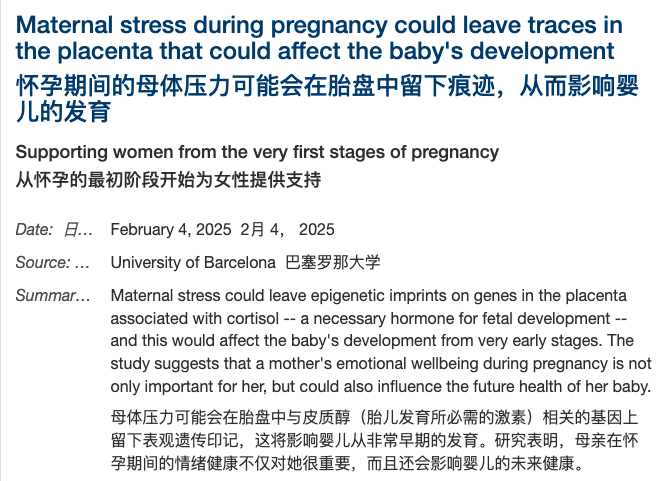 Maternal stress during pregnancy could leave traces in
the placenta that could affect the baby's development
怀孕期间的母体压力可能会在胎盘中留下痕迹，从而影响婴
儿的发育
Supporting women from the very first stages of pregnancy
从怀孕的最初阶段开始为女性提供支持
Date: 日... February 4, 2025 2月 4， 2025
Source: ... University of Barcelona 巴塞罗那大学
Summar... Maternal stress could leave epigenetic imprints on genes in the placenta
associated with cortisol -- a necessary hormone for fetal development --
and this would affect the baby's development from very early stages. The
study suggests that a mother's emotional wellbeing during pregnancy is not
only important for her, but could also influence the future health of her baby.
母体压力可能会在胎盘中与皮质醇（胎儿发育所必需的激素）相关的基因上
留下表观遗传印记，这将影响婴儿从非常早期的发育。研究表明，母亲在怀
孕期间的情绪健康不仅对她很重要，而且还会影响婴儿的未来健康。